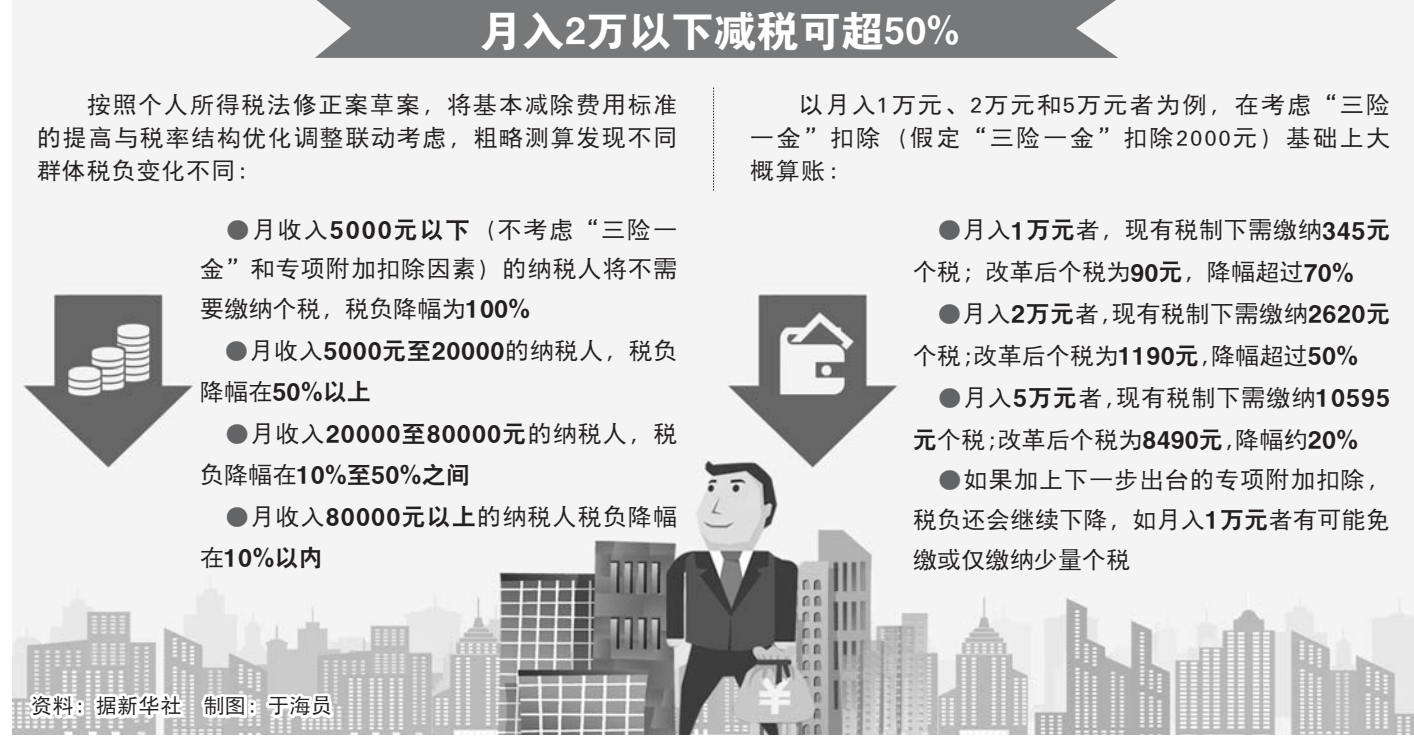 月入2万以下减税可超50%
按照个人所得税法修正案草案，将基本减除费用标准
的提高与税率结构优化调整联动考虑，粗略测算发现不同
群体税负变化不同：
●月收入5000元以下（不考虑“三险一
金”和专项附加扣除因素）的纳税人将不需
要缴纳个税，税负降幅为100%
●月收入5000元至20000的纳税人，税负
降幅在50%以上
●月收入20000至80000元的纳税人，税
负降幅在10%至50%之间
●月收入80000元以上的纳税人税负降幅
在10%以内
以月入1万元、2万元和5万元者为例，在考虑“三险
一金”扣除（假定“三险一金”扣除2000元）基础上大
概算账：
●月入1万元者，现有税制下需缴纳345元
个税；改革后个税为90元，降幅超过70%
●月入2万元者,现有税制下需缴纳2620元
个税;改革后个税为1190元,降幅超过50%
●月入5万元者,现有税制下需缴纳10595
元个税;改革后个税为8490元,降幅约20%
●如果加上下一步出台的专项附加扣除，
税负还会继续下降，如月入1万元者有可能免
缴或仅缴纳少量个税
¥
资料：据新华社 制图：于海员